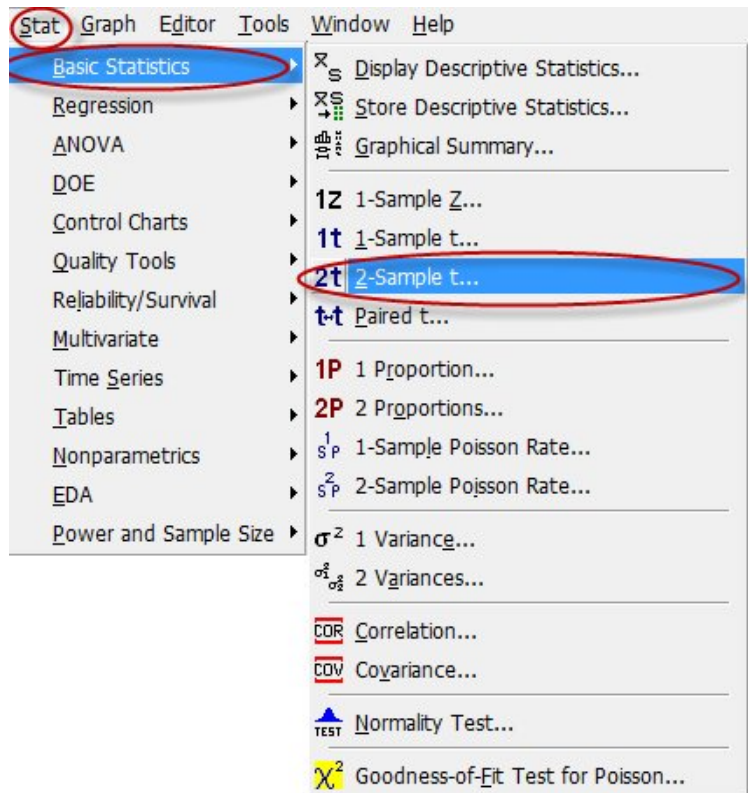 Stat Graph Editor Tools Window Help
Basic Statistics
Regression
ANOVA
DOE
Control Charts
Quality Tools
Reliability/Survival
Multivariate
Time Series
Tables
Nonparametrics
EDA
Power and Sample Size
Display Descriptive Statistics...
Store Descriptive Statistics...
Graphical Summary...
1Z 1-Sample Z...
1t 1-Sample t...
2t 2-Sample t...
t-t Paired t...
1P 1 Proportion...
2P 2 Proportions...
1-Sample Poisson Rate...
2-Sample Poisson Rate...
σ² 1 Variance...
2 Variances...
COR Correlation...
COV Covariance...
TEST Normality Test...
χ² Goodness-of-Fit Test for Poisson...